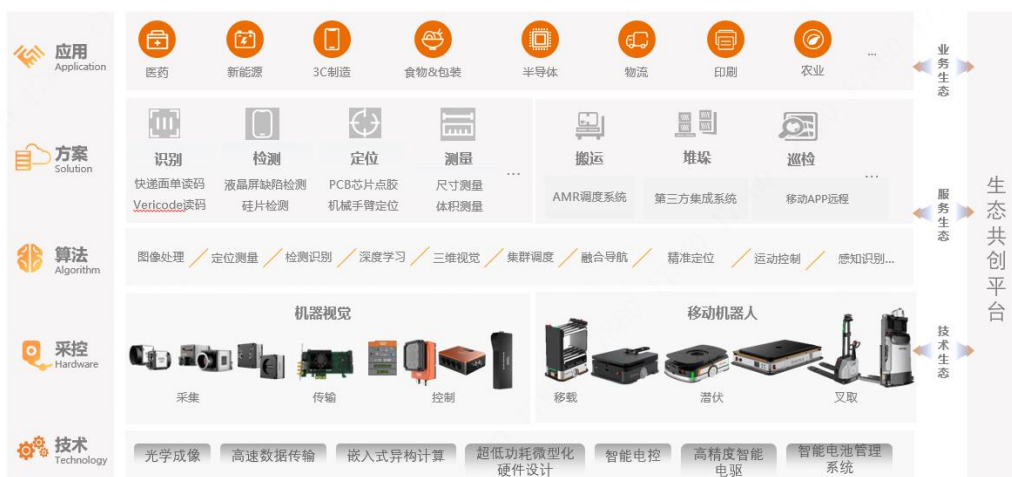 应用
Application
医药
新能源
3C制造
食物&包装
半导体
物流
印刷
农业
...
方案
Solution
识别
检测
定位
测量
快递面单读码
液晶屏缺陷检测
PCB芯片点胶
尺寸测量
Vericode读码
硅片检测
机械手臂定位
体积测量
...
搬运
堆垛
巡检
AMR调度系统
第三方集成系统
移动APP远程
...
算法
Algorithm
图像处理
定位测量
检测识别
深度学习
三维视觉
集群调度
融合导航
精准定位
运动控制
感知识别...
采控
Hardware
机器视觉
采集
传输
控制
移动机器人
移载
潜伏
叉取
技术
Technology
光学成像
高速数据传输
嵌入式异构计算
超低功耗微型化
硬件设计
智能电控
高精度智能
电驱
智能电池管理
系统
业务生态
服务生态
技术生态
生态共创平台